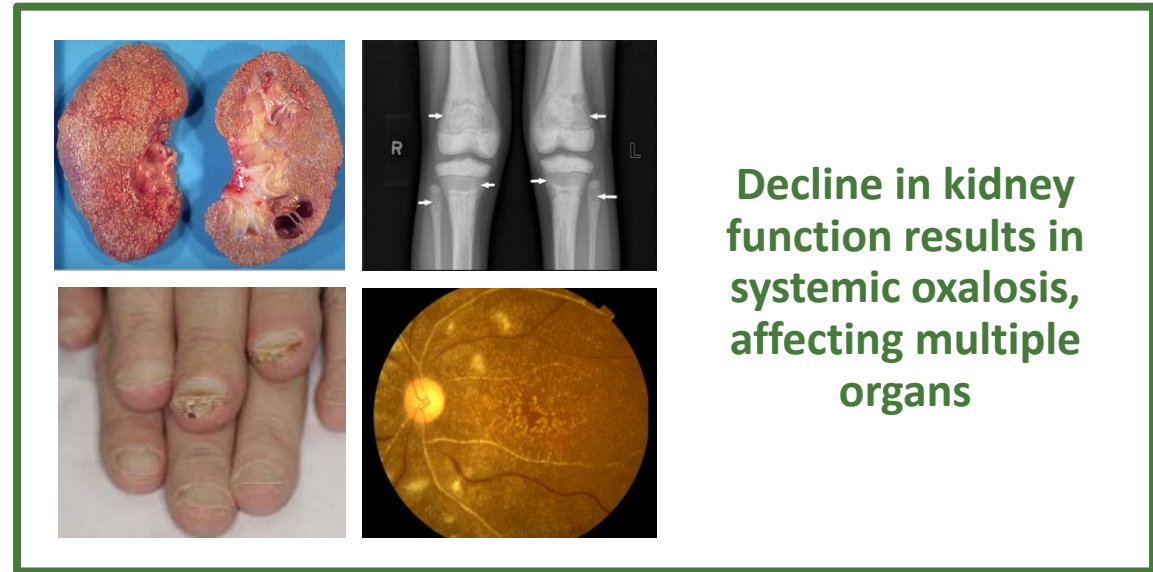 R
L
Decline in kidney
function results in
systemic oxalosis,
affecting multiple
organs